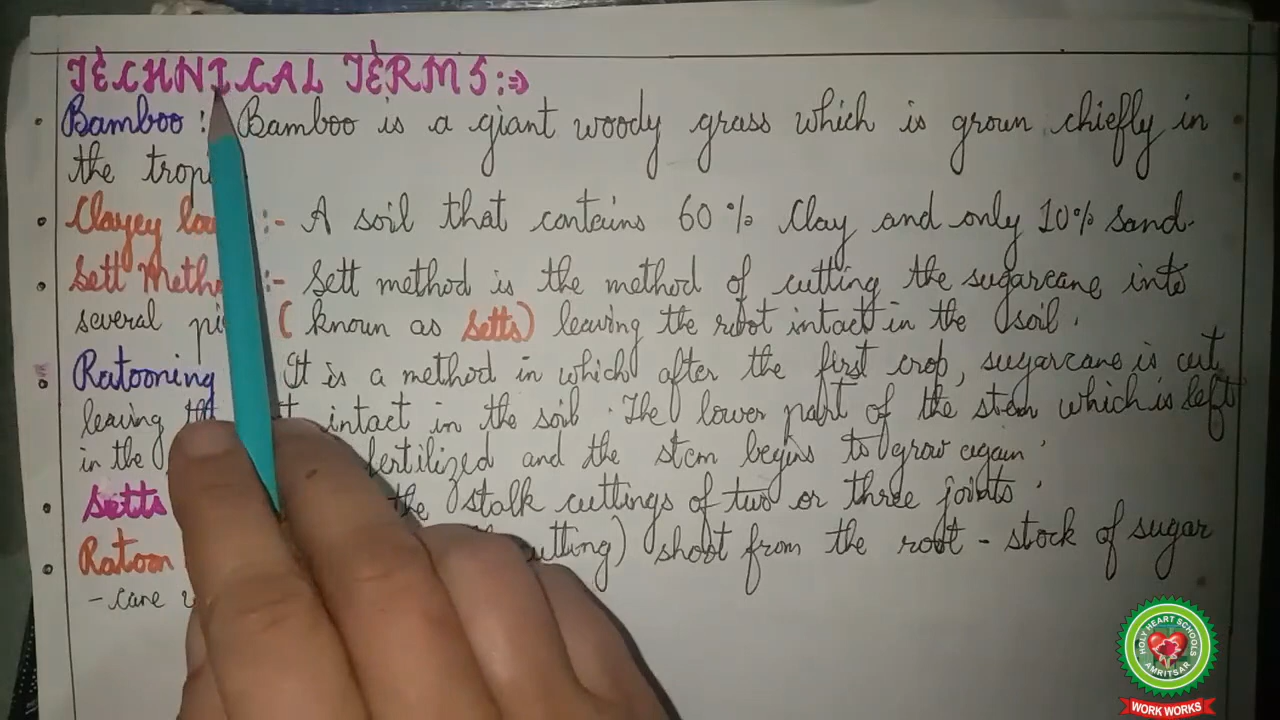 TECHNICAL TERMS :⇒
• Bamboo : Bamboo is a giant woody grass which is grown chiefly in
the trop
• Clayey loa :- A soil that contains 60% Clay and only 10% sand.
• Sett Meth :- Sett method is the method of cutting the sugarcane into
several pi ( known as Setts) leaving the root intact in the soil.
• Ratooning It is a method in which after the first crop, sugarcane is cut
leaving th t intact in the soil. The lower part of the stem which is left
in the fertilized and the stem begins to grow again.
• Setts the stalk cuttings of two or three joints.
• Ratoon cutting) shoot from the root - stock of sugar
- cane
HOLY HEART SCHOOLS
AMRITSAR
WORK WORKS